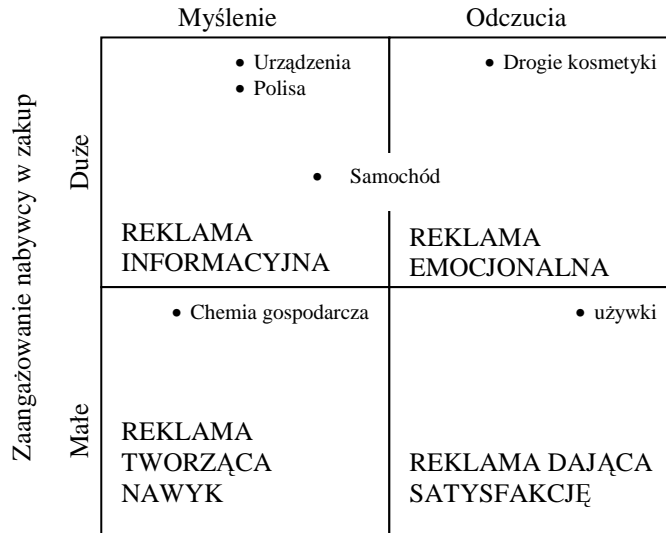 Myślenie
Odczucia
Zaangażowanie nabywcy w zakup
Duże
• Urządzenia
• Polisa
• Drogie kosmetyki
• Samochód
REKLAMA
INFORMACYJNA
REKLAMA
EMOCJONALNA
Małe
• Chemia gospodarcza
• używki
REKLAMA
TWORZĄCA
NAWYK
REKLAMA DAJĄCA
SATYSFAKCJĘ